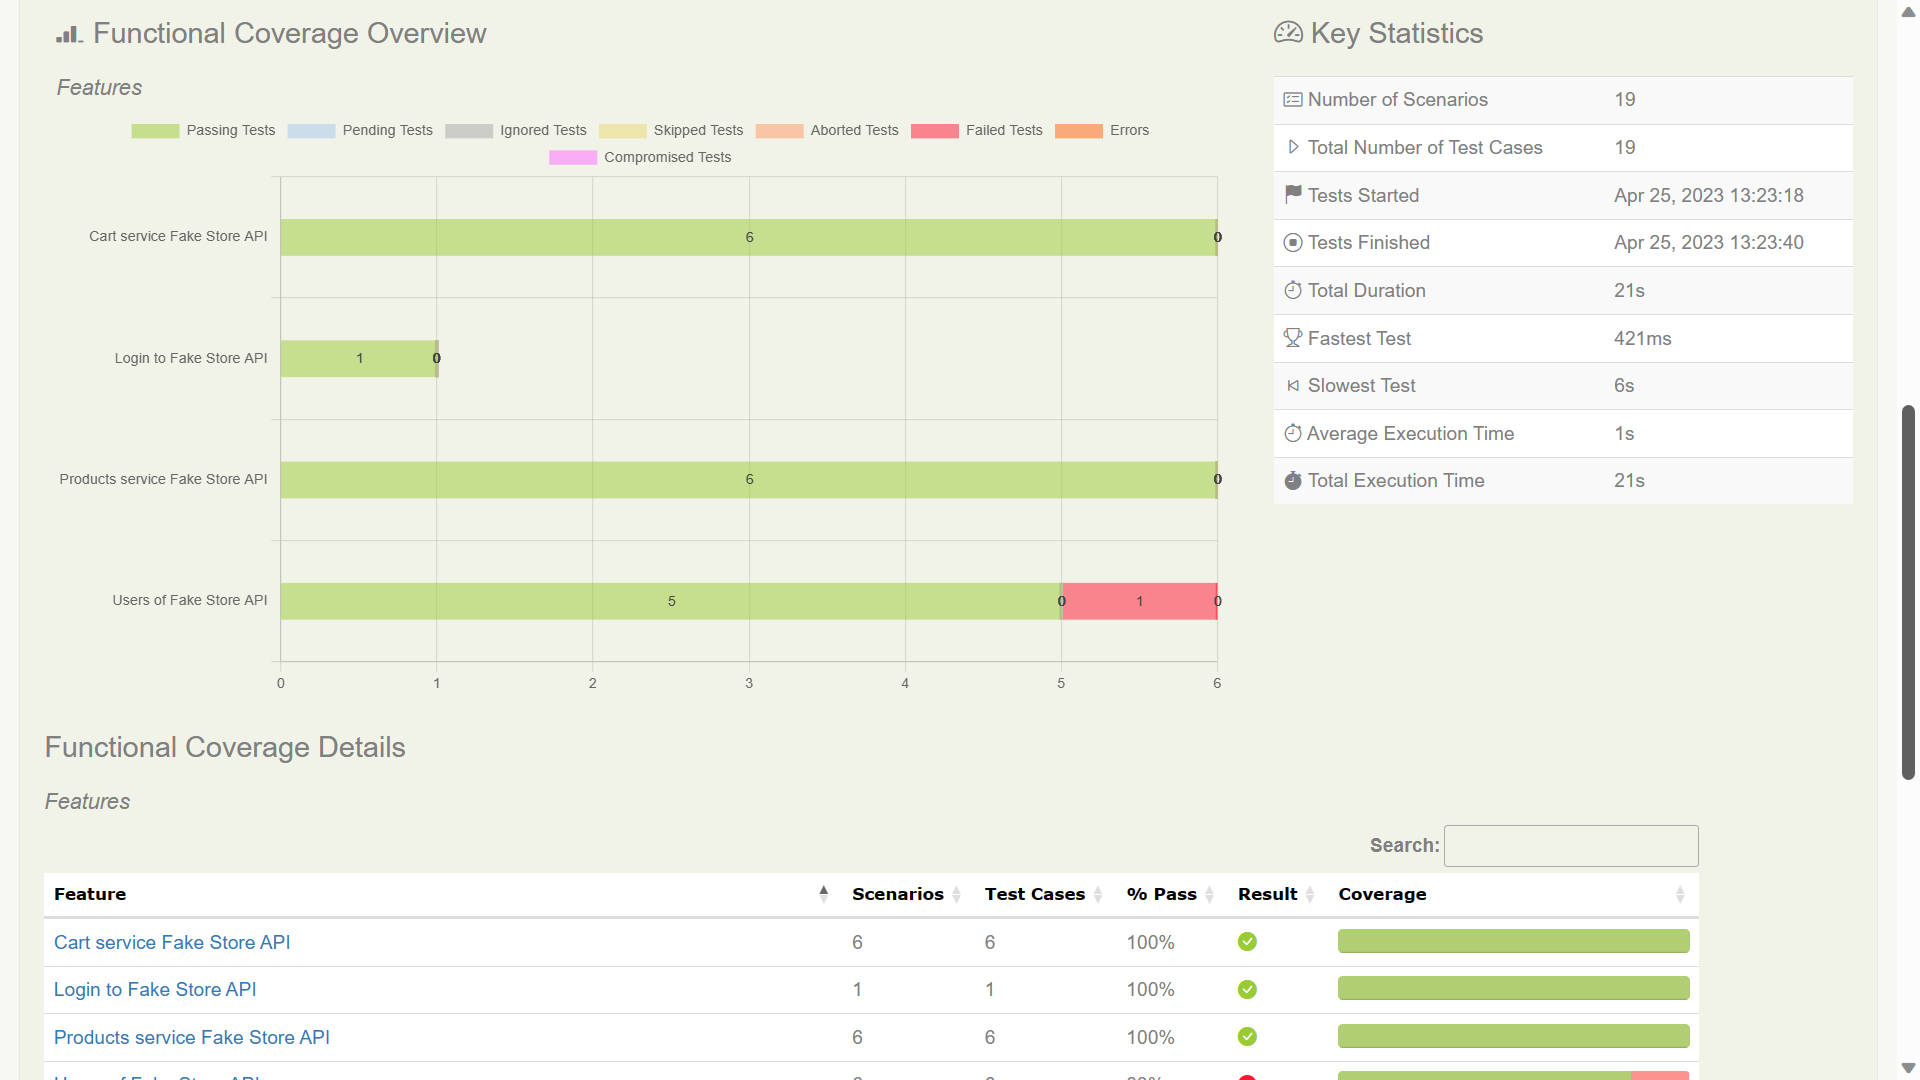 Functional Coverage Overview
Features
Passing Tests Pending Tests Ignored Tests Skipped Tests Aborted Tests Failed Tests Errors
Compromised Tests
Cart service Fake Store API 6 0
Login to Fake Store API 1 0
Products service Fake Store API 6 0
Users of Fake Store API 5 0 1 0
0 1 2 3 4 5 6
Key Statistics
Number of Scenarios 19
Total Number of Test Cases 19
Tests Started Apr 25, 2023 13:23:18
Tests Finished Apr 25, 2023 13:23:40
Total Duration 21s
Fastest Test 421ms
Slowest Test 6s
Average Execution Time 1s
Total Execution Time 21s
Functional Coverage Details
Features
Search:
Feature Scenarios Test Cases % Pass Result Coverage
Cart service Fake Store API 6 6 100%
Login to Fake Store API 1 1 100%
Products service Fake Store API 6 6 100%